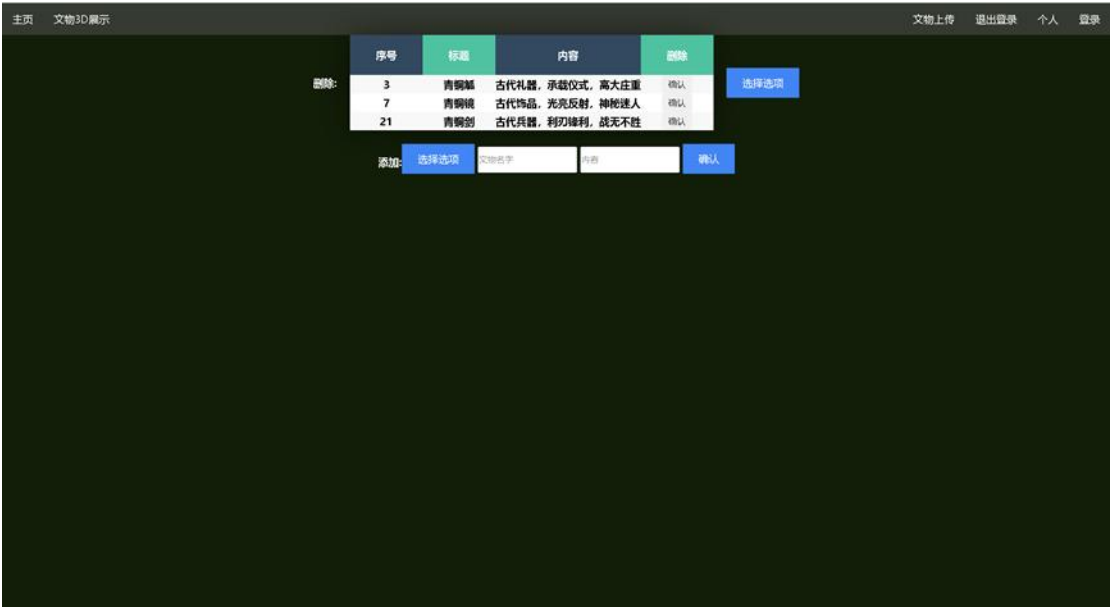 主页 文物3D展示 文物上传 退出登录 个人 登录
序号 标题 内容 删除
删除: 选择选项
3 青铜觚 古代礼器，承载仪式，高大庄重 确认
7 青铜镜 古代饰品，光亮反射，神秘迷人 确认
21 青铜剑 古代兵器，利刃锋利，战无不胜 确认
添加: 选择选项 文物名字 内容 确认